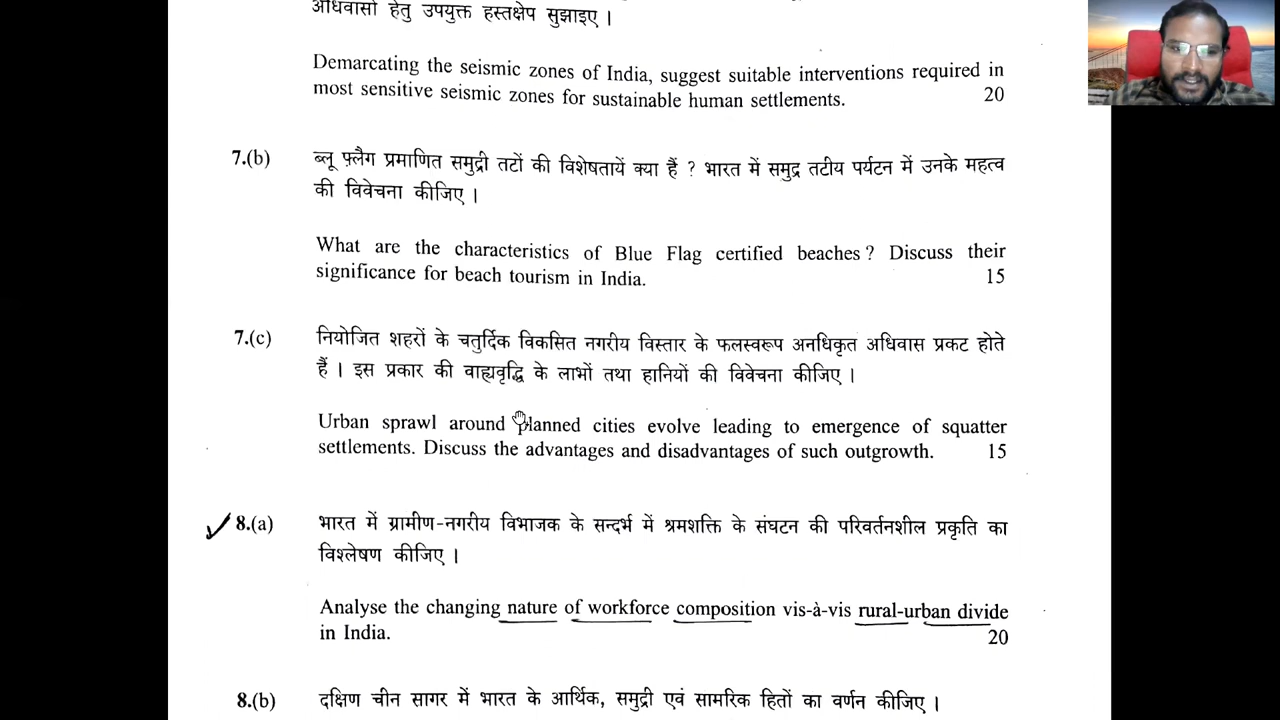 अधिवासों हेतु उपयुक्त हस्तक्षेप सुझाइए ।
Demarcating the seismic zones of India, suggest suitable interventions required in
most sensitive seismic zones for sustainable human settlements. 20
7.(b) ब्लू फ़्लैग प्रमाणित समुद्री तटों की विशेषतायें क्या हैं ? भारत में समुद्र तटीय पर्यटन में उनके महत्व
की विवेचना कीजिए ।
What are the characteristics of Blue Flag certified beaches ? Discuss their
significance for beach tourism in India. 15
7.(c) नियोजित शहरों के चतुर्दिक विकसित नगरीय विस्तार के फलस्वरूप अनधिकृत अधिवास प्रकट होते
हैं । इस प्रकार की वाह्यवृद्धि के लाभों तथा हानियों की विवेचना कीजिए ।
Urban sprawl around planned cities evolve leading to emergence of squatter
settlements. Discuss the advantages and disadvantages of such outgrowth. 15
8.(a) भारत में ग्रामीण-नगरीय विभाजक के सन्दर्भ में श्रमशक्ति के संघटन की परिवर्तनशील प्रकृति का
विश्लेषण कीजिए ।
Analyse the changing nature of workforce composition vis-à-vis rural-urban divide
in India. 20
8.(b) दक्षिण चीन सागर में भारत के आर्थिक, समुद्री एवं सामरिक हितों का वर्णन कीजिए ।